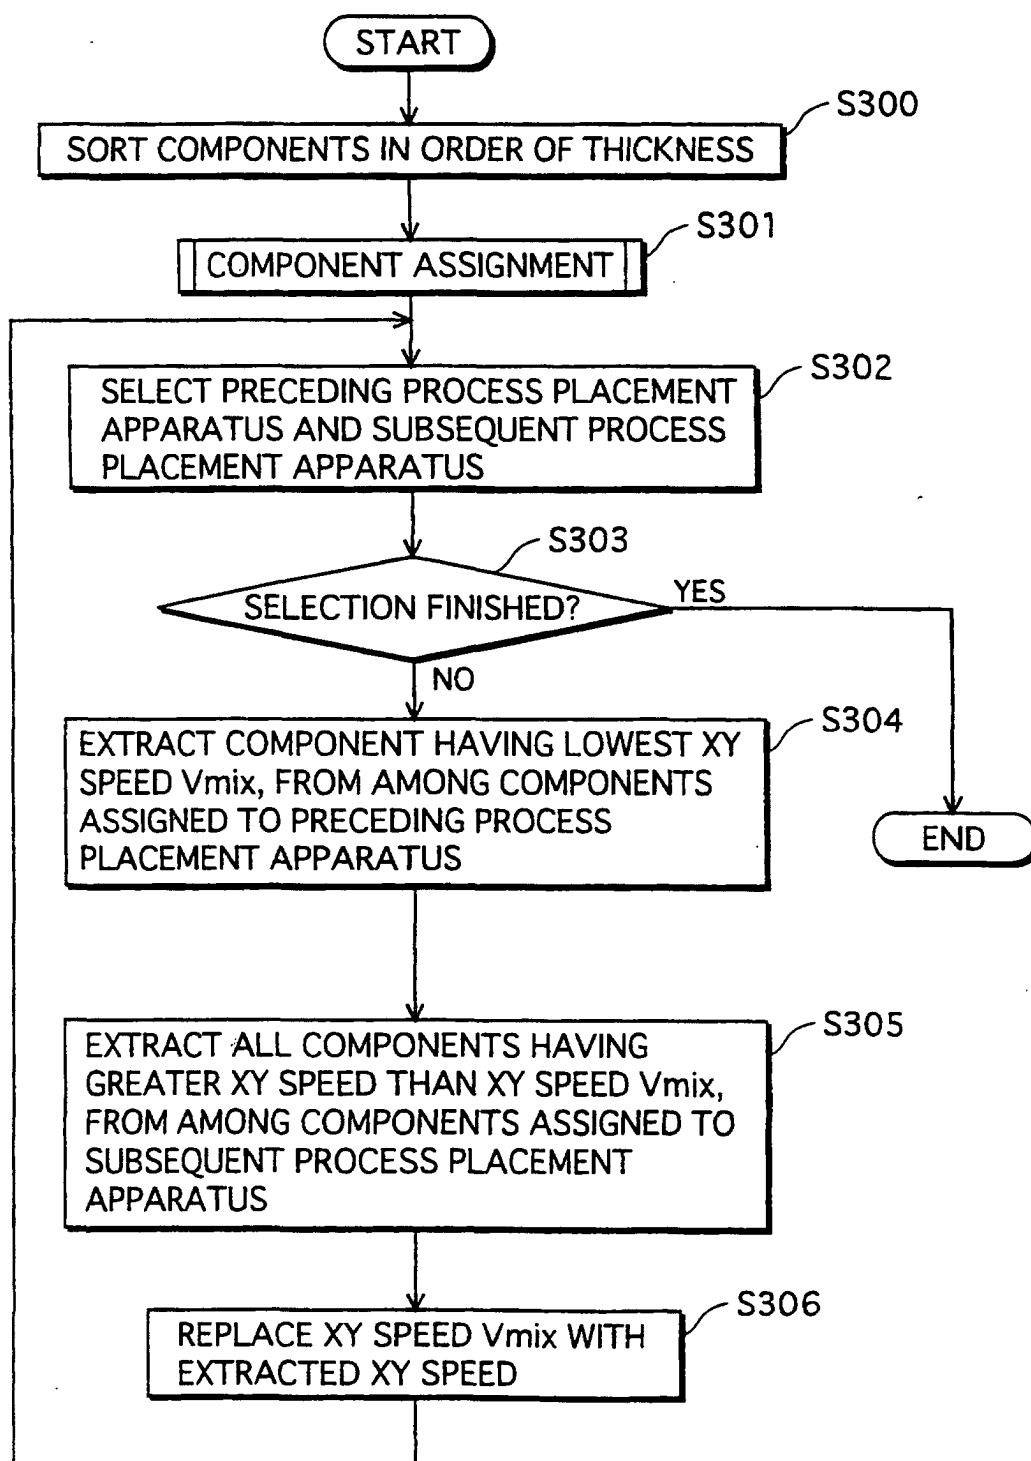 START
S300
SORT COMPONENTS IN ORDER OF THICKNESS
S301
COMPONENT ASSIGNMENT
S302
SELECT PRECEDING PROCESS PLACEMENT
APPARATUS AND SUBSEQUENT PROCESS
PLACEMENT APPARATUS
S303
SELECTION FINISHED?
YES
NO
S304
EXTRACT COMPONENT HAVING LOWEST XY
SPEED Vmix, FROM AMONG COMPONENTS
ASSIGNED TO PRECEDING PROCESS
PLACEMENT APPARATUS
END
S305
EXTRACT ALL COMPONENTS HAVING
GREATER XY SPEED THAN XY SPEED Vmix,
FROM AMONG COMPONENTS ASSIGNED TO
SUBSEQUENT PROCESS PLACEMENT
APPARATUS
S306
REPLACE XY SPEED Vmix WITH
EXTRACTED XY SPEED